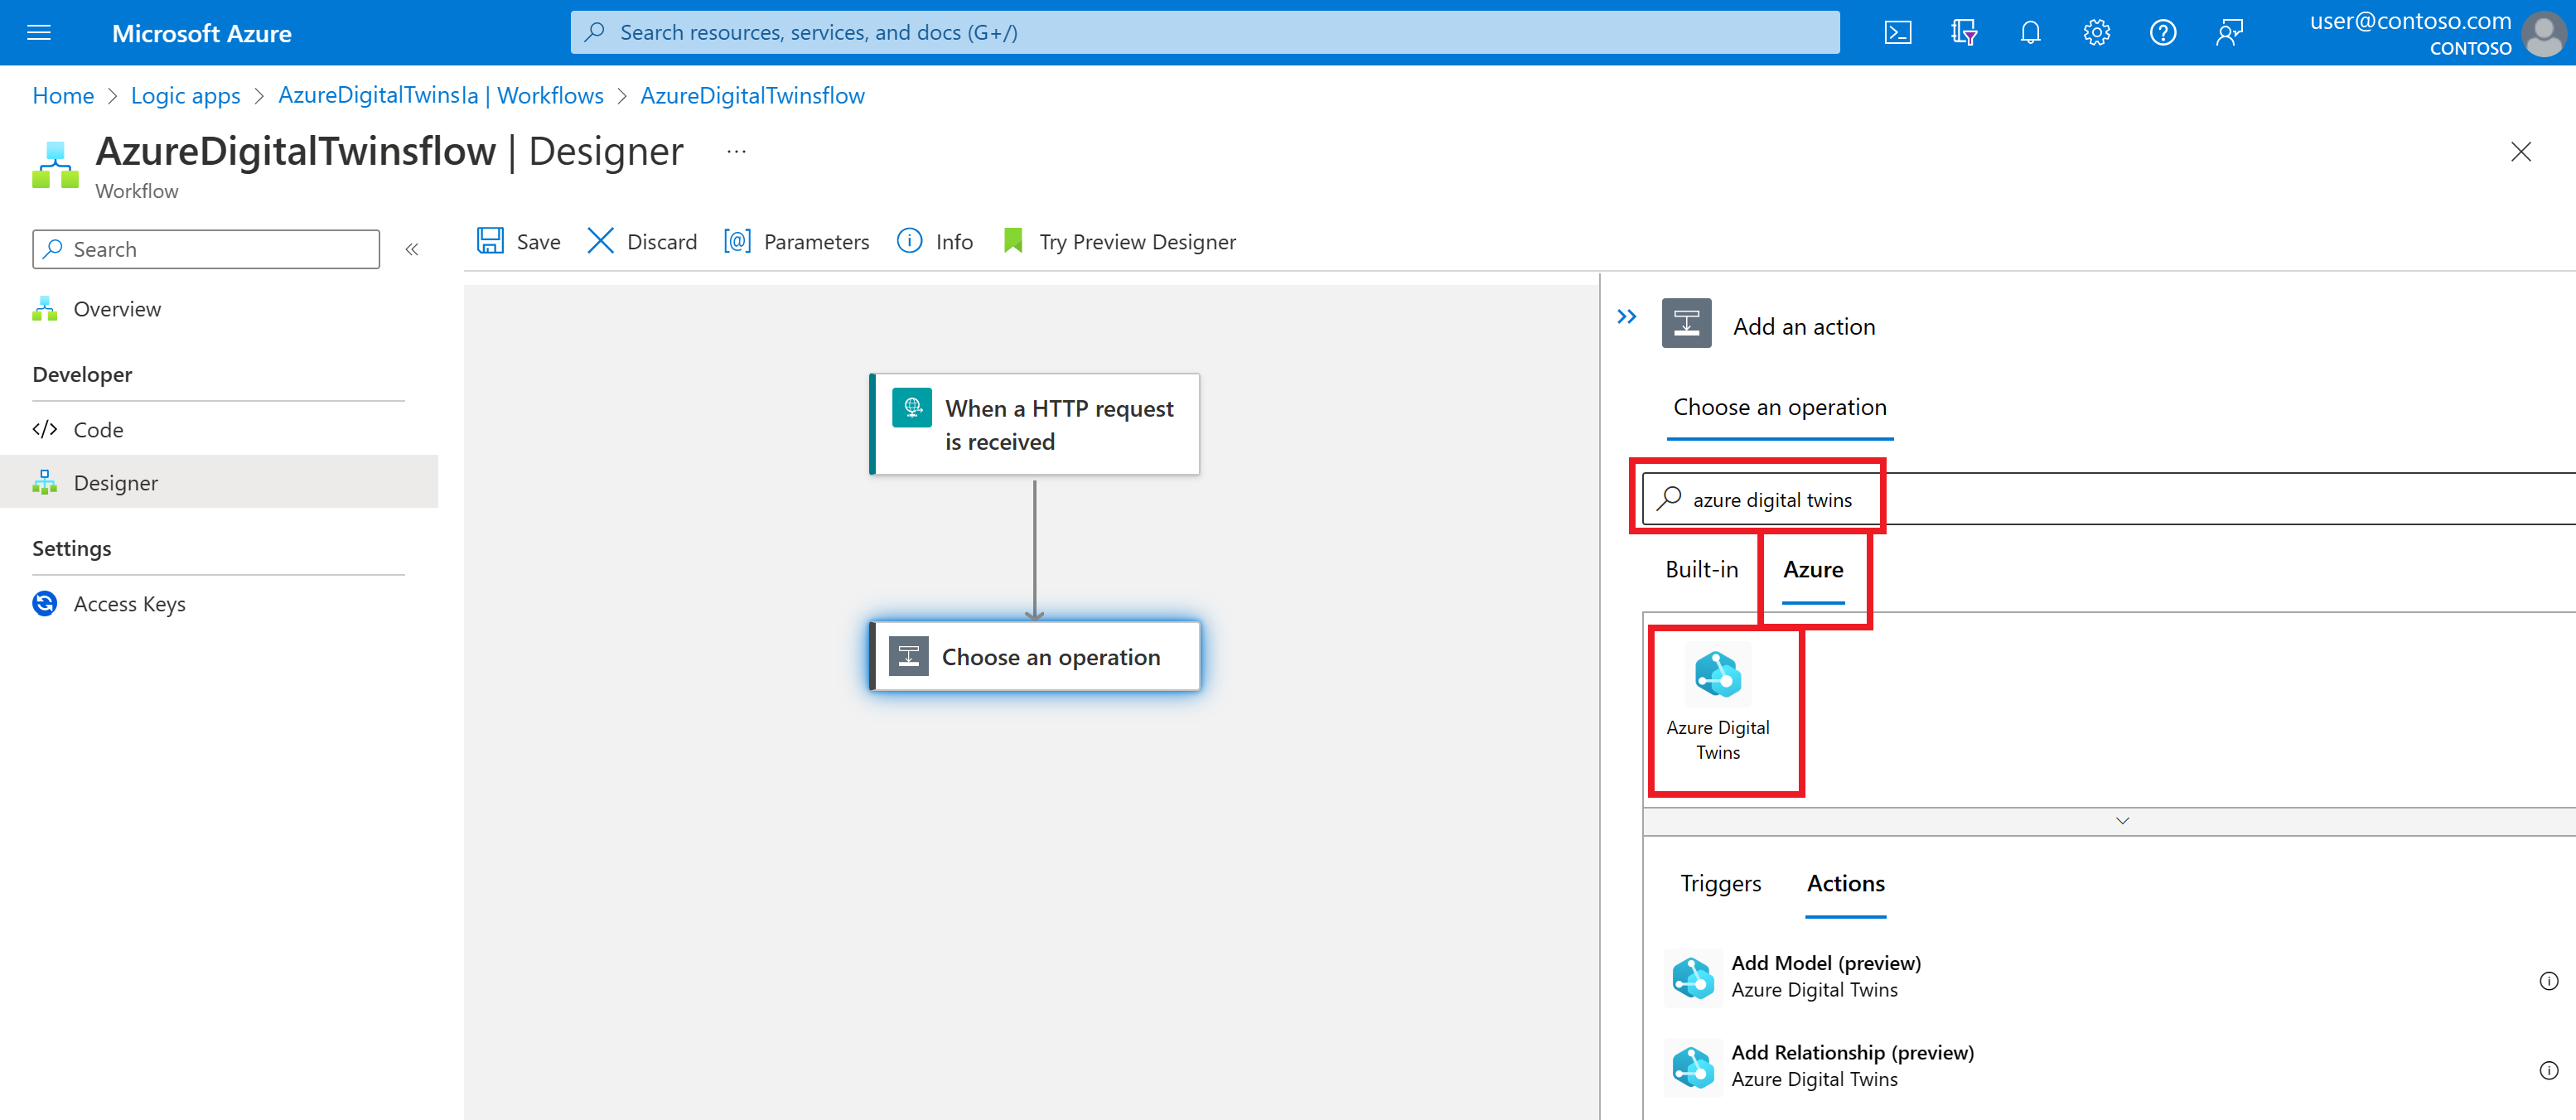 Microsoft Azure
Search resources, services, and docs (G+/)
user@contoso.com
CONTOSO
Home > Logic apps > AzureDigitalTwinsla | Workflows > AzureDigitalTwinsflow
AzureDigitalTwinsflow | Designer ...
Workflow
Search
Overview
Developer
Code
Designer
Settings
Access Keys
Save Discard Parameters Info Try Preview Designer
When a HTTP request
is received
Choose an operation
Add an action
Choose an operation
azure digital twins
Built-in Azure
Azure Digital
Twins
Triggers Actions
Add Model (preview)
Azure Digital Twins
Add Relationship (preview)
Azure Digital Twins